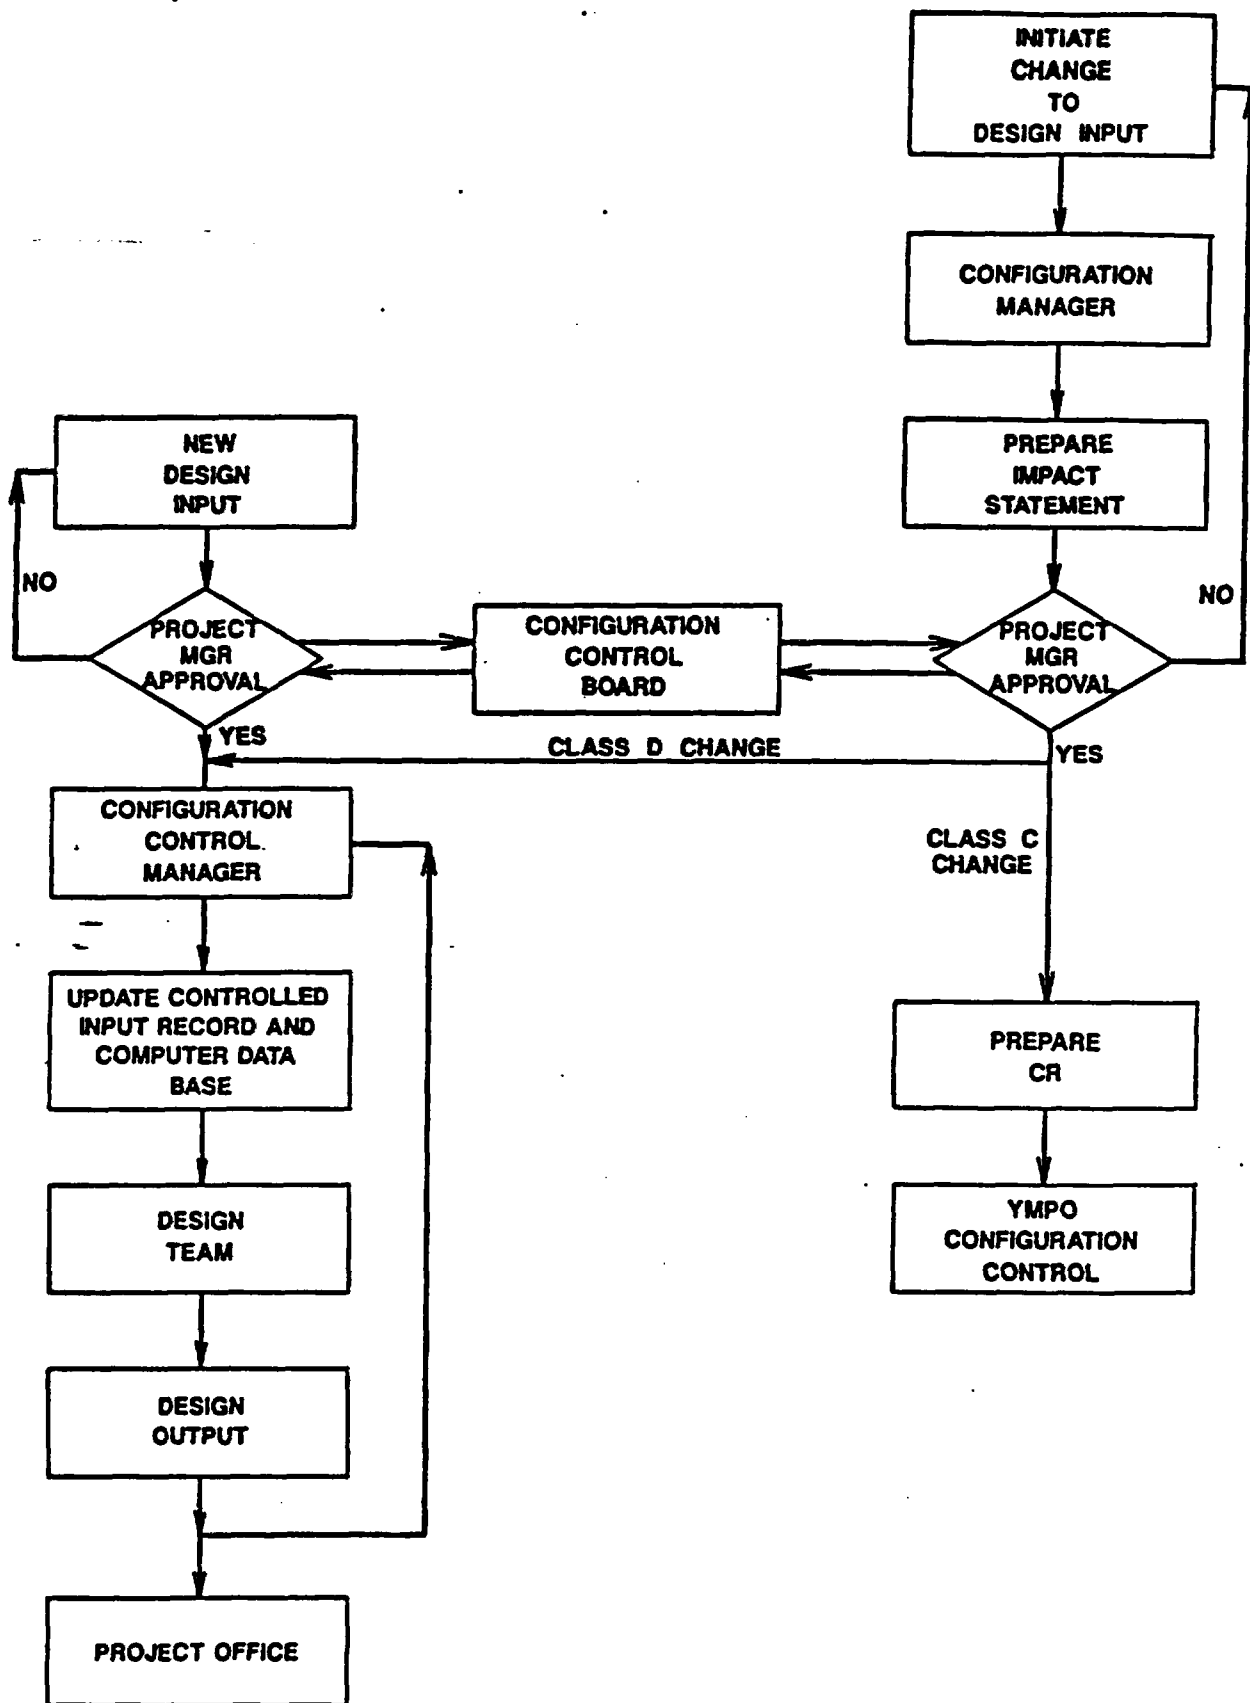 INITIATE
CHANGE
TO
DESIGN INPUT
CONFIGURATION
MANAGER
PREPARE
IMPACT
STATEMENT
NEW
DESIGN
INPUT
NO
PROJECT
MGR
APPROVAL
CONFIGURATION
CONTROL
BOARD
PROJECT
MGR
APPROVAL
NO
YES
CLASS D CHANGE
YES
CONFIGURATION
CONTROL
MANAGER
CLASS C
CHANGE
UPDATE CONTROLLED
INPUT RECORD AND
COMPUTER DATA
BASE
PREPARE
CR
DESIGN
TEAM
YMPO
CONFIGURATION
CONTROL
DESIGN
OUTPUT
PROJECT OFFICE